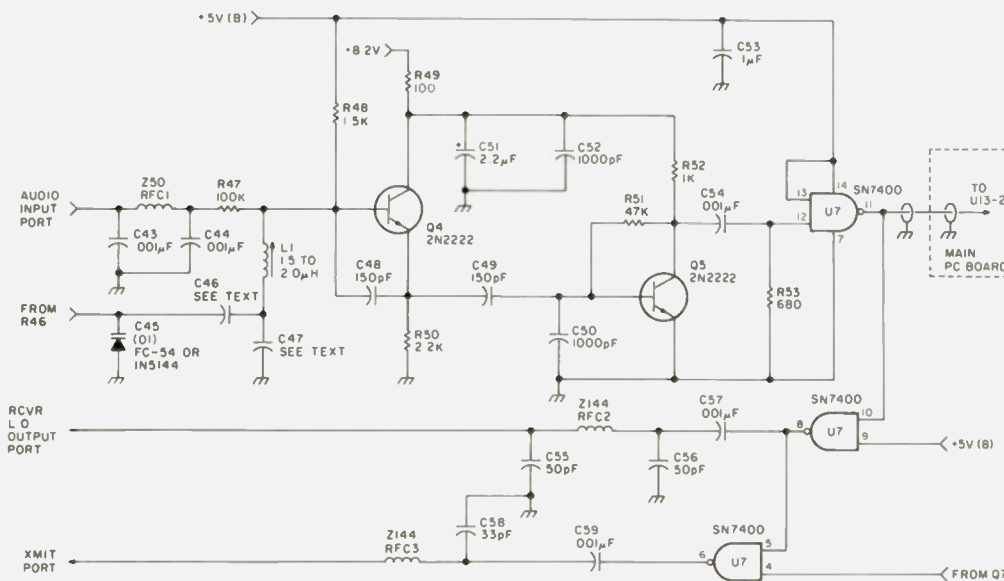 +5V(B)
+8.2V
R49
100
C53
1µF
R48
1.5K
C51
2.2µF
C52
1000pF
R52
1K
AUDIO
INPUT
PORT
Z50
RFC1
R47
100K
C43
.001µF
C44
.001µF
Q4
2N2222
R51
47K
C54
.001µF
13
12
14
U7
7
11
SN7400
TO
U13-2
MAIN
PC BOARD
L1
1.5 TO
2.0µH
C48
150pF
C49
150pF
Q5
2N2222
R53
680
C46
SEE TEXT
FROM
R46
C45
(D1)
FC-54 OR
IN5144
C47
SEE TEXT
R50
2.2K
C50
1000pF
RCVR
L O
OUTPUT
PORT
Z144
RFC2
C57
.001µF
SN7400
8
U7
10
9
+5V(B)
C55
50pF
C56
50pF
C58
33pF
XMIT
PORT
Z144
RFC3
C59
.001µF
SN7400
6
U7
5
4
FROM Q7